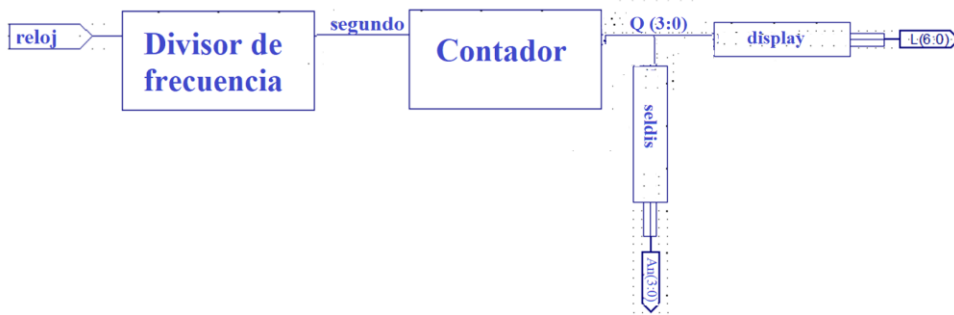 reloj
Divisor de
frecuencia
segundo
Contador
Q (3:0)
display
L(6:0)
seldis
An(3:0)